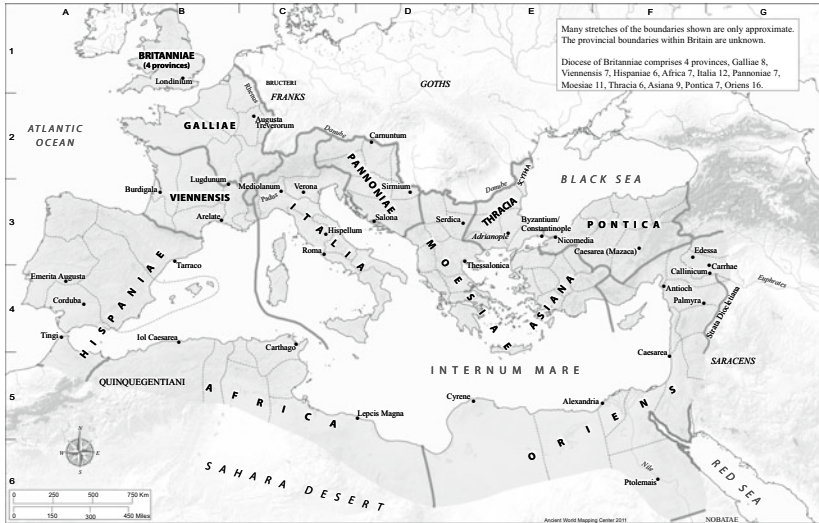 A B C D E F G
1
2
3
4
5
6
Many stretches of the boundaries shown are only approximate.
The provincial boundaries within Britain are unknown.
Diocese of Britanniae comprises 4 provinces, Galliae 8,
Viennensis 7, Hispaniae 6, Africa 7, Italia 12, Pannoniae 7,
Moesiae 11, Thracia 6, Asiana 9, Pontica 7, Oriens 16.
BRITANNIAE
(4 provinces)
Londinium
BRUCTERI
FRANKS
Rhenus
GOTHS
ATLANTIC
OCEAN
GALLIAE
Augusta
Treverorum
Danube
Carnuntum
PANNONIAE
Burdigala
Lugdunum
VIENNENSIS
Mediolanum
Verona
Padus
Sirmium
Danube
SCYTHIA
BLACK SEA
Arelate
ITALIA
Salona
Serdica
THRACIA
Byzantium/
Constantinople
PONTICA
Hispellum
Adrianople
Nicomedia
Roma
Caesarea (Mazaca)
Edessa
Tarraco
HISPANIAE
MOESIAE
Thessalonica
Carrhae
Callinicum
Emerita Augusta
ASIANA
Antioch
Euphrates
Corduba
Palmyra
Strata Diocletiana
Tingi
Iol Caesarea
Carthago
Caesarea
SARACENS
INTERNUM MARE
QUINQUEGENTIANI
AFRICA
Cyrene
Alexandria
Lepcis Magna
ORIENS
N
W E
S
SAHARA DESERT
Nile
Ptolemais
RED SEA
0 250 500 750 Km
0 150 300 450 Miles
Ancient World Mapping Center 2011
NOBATAE